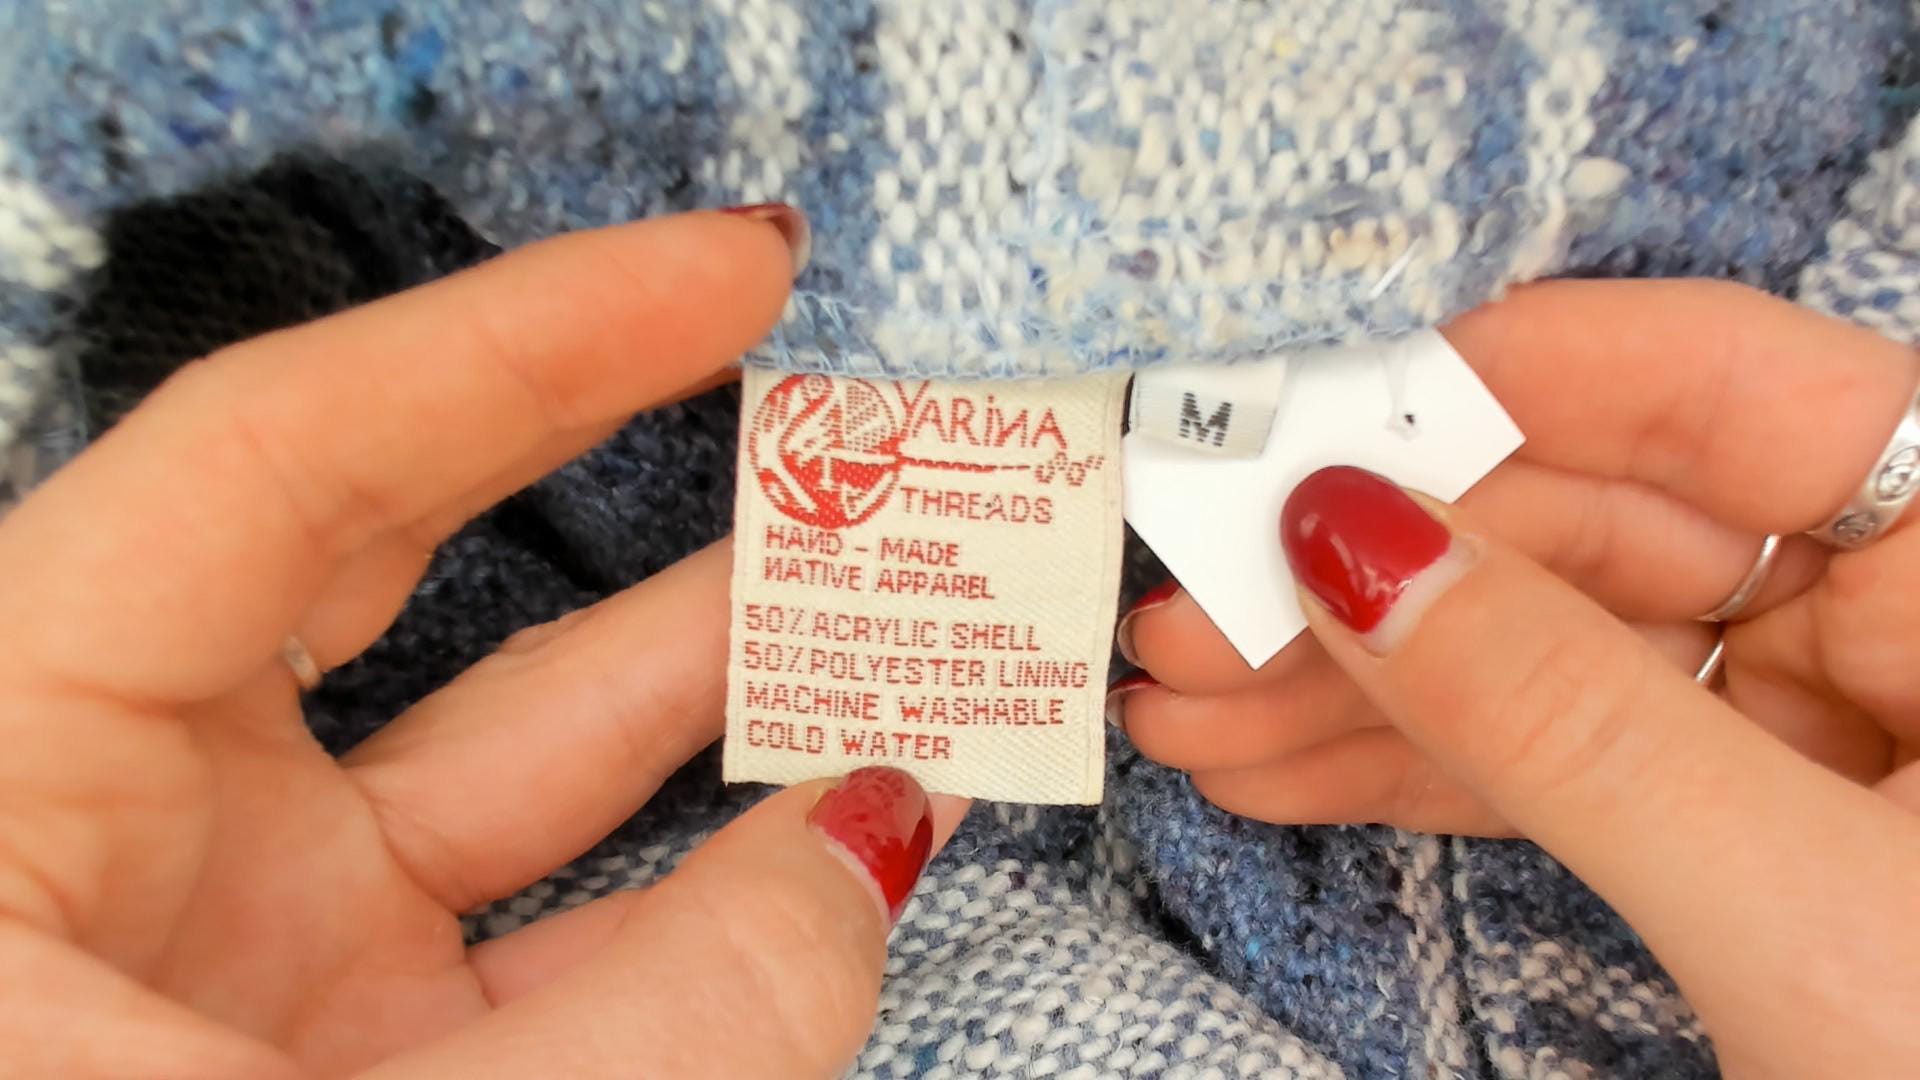 YARINA
THREADS
HAND - MADE
NATIVE APPAREL
50% ACRYLIC SHELL
50% POLYESTER LINING
MACHINE WASHABLE
COLD WATER
M